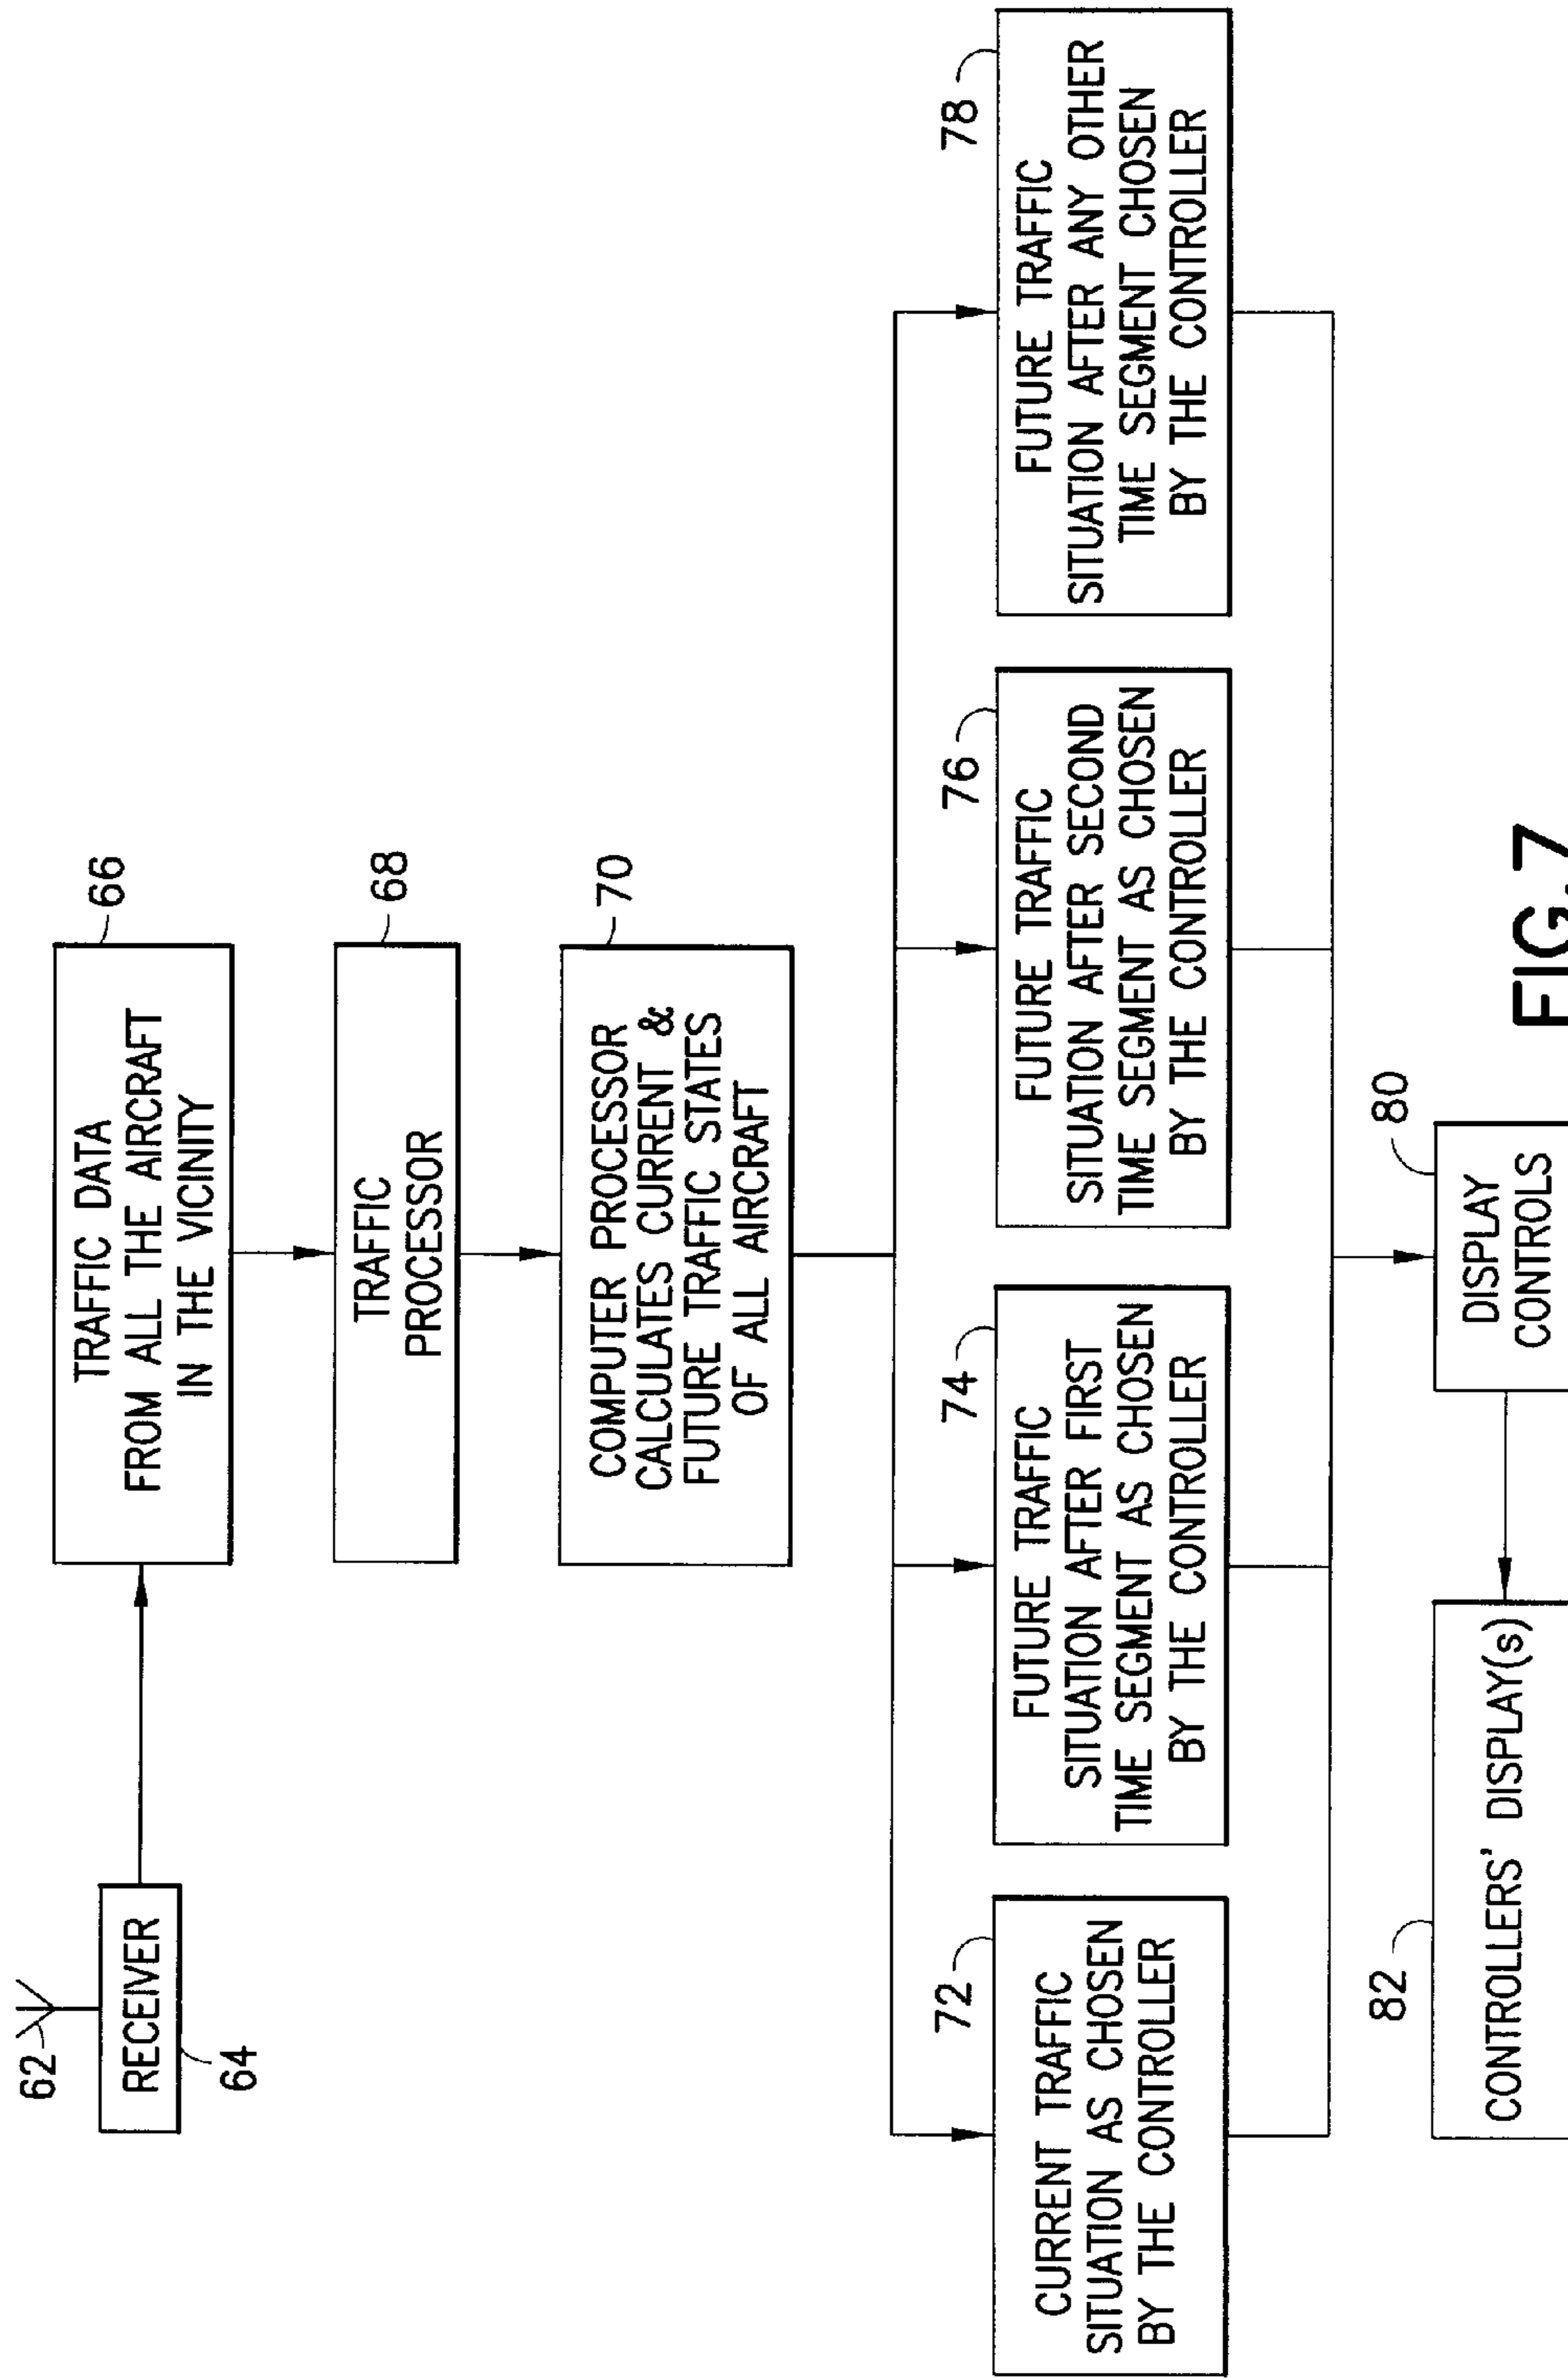 62
RECEIVER
64
TRAFFIC DATA
FROM ALL THE AIRCRAFT
IN THE VICINITY
66
TRAFFIC
PROCESSOR
68
COMPUTER PROCESSOR
CALCULATES CURRENT &
FUTURE TRAFFIC STATES
OF ALL AIRCRAFT
70
72
CURRENT TRAFFIC
SITUATION AS CHOSEN
BY THE CONTROLLER
74
FUTURE TRAFFIC
SITUATION AFTER FIRST
TIME SEGMENT AS CHOSEN
BY THE CONTROLLER
76
FUTURE TRAFFIC
SITUATION AFTER SECOND
TIME SEGMENT AS CHOSEN
BY THE CONTROLLER
78
FUTURE TRAFFIC
SITUATION AFTER ANY OTHER
TIME SEGMENT CHOSEN
BY THE CONTROLLER
82
CONTROLLERS' DISPLAY(s)
80
DISPLAY
CONTROLS
FIG.7